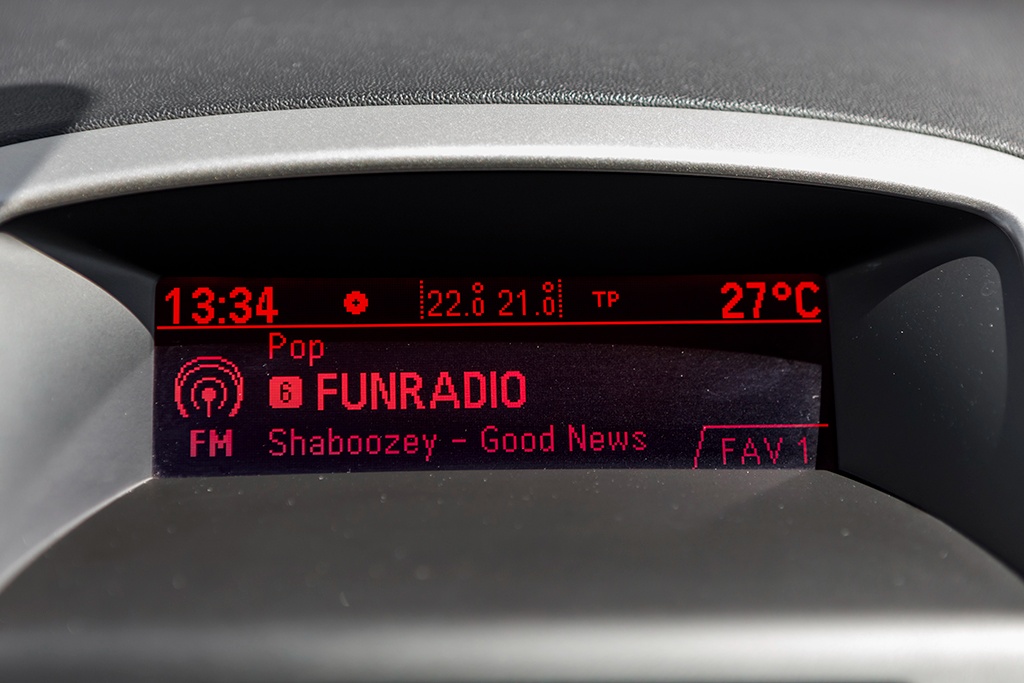 13:34 22.0° 21.0° TP 27°C
Pop
6 FUNRADIO
FM Shaboozey - Good News
FAV 1